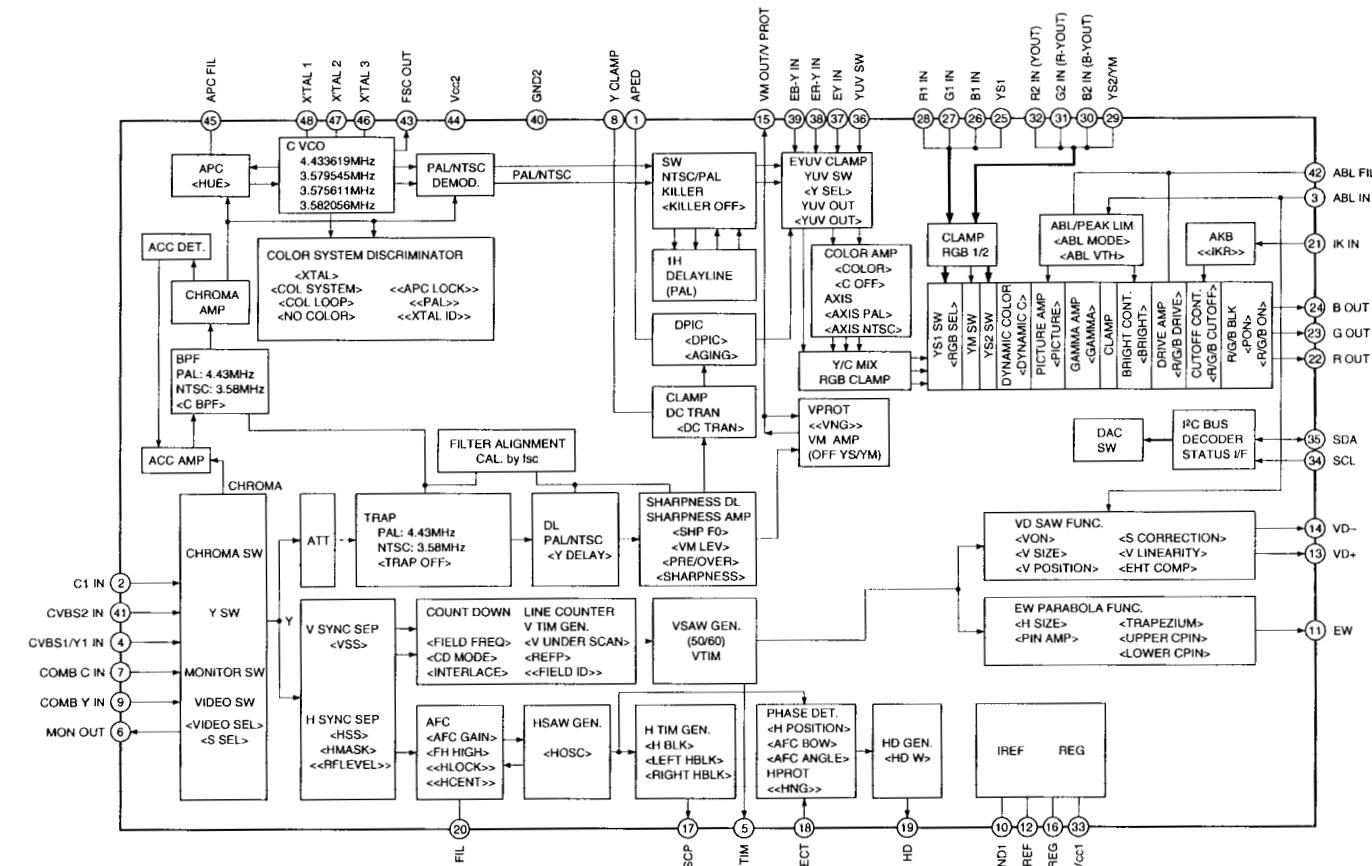 APC FIL
X'TAL 1
X'TAL 2
X'TAL 3
FSC OUT
Vcc2
GND2
Y CLAMP
APED
VM OUT/V PROT
EB-Y IN
ER-Y IN
EY IN
YUV SW
R1 IN
G1 IN
B1 IN
YS1
R2 IN (YOUT)
G2 IN (R-YOUT)
B2 IN (B-YOUT)
YS2/YM
45 48 47 46 43 44 40 8 1 15 39 38 37 36 28 27 26 25 32 31 30 29
APC
<HUE>
C VCO
4.433619MHz
3.579545MHz
3.575611MHz
3.582056MHz
PAL/NTSC
DEMOD.
PAL/NTSC
SW
NTSC/PAL
KILLER
<KILLER OFF>
EYUV CLAMP
YUV SW
<Y SEL>
YUV OUT
<YUV OUT>
42 ABL FIL
3 ABL IN
ACC DET.
CHROMA
AMP
COLOR SYSTEM DISCRIMINATOR
<XTAL>
<COL SYSTEM> <<APC LOCK>>
<COL LOOP> <<PAL>>
<NO COLOR> <<XTAL ID>>
1H
DELAYLINE
(PAL)
COLOR AMP
<COLOR>
<C OFF>
AXIS
<AXIS PAL>
<AXIS NTSC>
CLAMP
RGB 1/2
ABL/PEAK LIM
<ABL MODE>
<ABL VTH>
AKB
<<IKR>>
21 IK IN
YS1 SW
<RGB SEL>
YM SW
YS2 SW
DYNAMIC COLOR
<DYNAMIC C>
PICTURE AMP
<PICTURE>
GAMMA AMP
<GAMMA>
CLAMP
BRIGHT CONT.
<BRIGHT>
DRIVE AMP
<R/G/B DRIVE>
CUTOFF CONT.
<R/G/B CUTOFF>
R/G/B BLK
<PON>
<R/G/B ON>
24 B OUT
23 G OUT
22 R OUT
BPF
PAL: 4.43MHz
NTSC: 3.58MHz
<C BPF>
DPIC
<DPIC>
<AGING>
Y/C MIX
RGB CLAMP
CLAMP
DC TRAN
<DC TRAN>
VPROT
<<VNG>>
VM AMP
(OFF YS/YM)
ACC AMP
FILTER ALIGNMENT
CAL. by fsc
DAC
SW
I²C BUS
DECODER
STATUS I/F
35 SDA
34 SCL
CHROMA
CHROMA SW
Y SW
MONITOR SW
VIDEO SW
<VIDEO SEL>
<S SEL>
ATT
TRAP
PAL: 4.43MHz
NTSC: 3.58MHz
<TRAP OFF>
DL
PAL/NTSC
<Y DELAY>
SHARPNESS DL
SHARPNESS AMP
<SHP F0>
<VM LEV>
<PRE/OVER>
<SHARPNESS>
VD SAW FUNC.
<VON> <S CORRECTION>
<V SIZE> <V LINEARITY>
<V POSITION> <EHT COMP>
14 VD–
13 VD+
C1 IN 2
CVBS2 IN 41
CVBS1/Y1 IN 4
COMB C IN 7
COMB Y IN 9
MON OUT 6
Y
V SYNC SEP
<VSS>
H SYNC SEP
<HSS>
<HMASK>
<<RFLEVEL>>
COUNT DOWN LINE COUNTER
V TIM GEN.
<FIELD FREQ> <V UNDER SCAN>
<CD MODE> <REFP>
<INTERLACE> <<FIELD ID>>
VSAW GEN.
(50/60)
VTIM
EW PARABOLA FUNC.
<H SIZE> <TRAPEZIUM>
<PIN AMP> <UPPER CPIN>
<LOWER CPIN>
11 EW
AFC
<AFC GAIN>
<FH HIGH>
<<HLOCK>>
<<HCENT>>
HSAW GEN.
<HOSC>
H TIM GEN.
<H BLK>
<LEFT HBLK>
<RIGHT HBLK>
PHASE DET.
<H POSITION>
<AFC BOW>
<AFC ANGLE>
HPROT
<<HNG>>
HD GEN.
<HD W>
IREF REG
20 17 5 18 19 10 12 16 33
FIL
SCP
TIM
ECT
HD
ND1
REF
REG
Vcc1